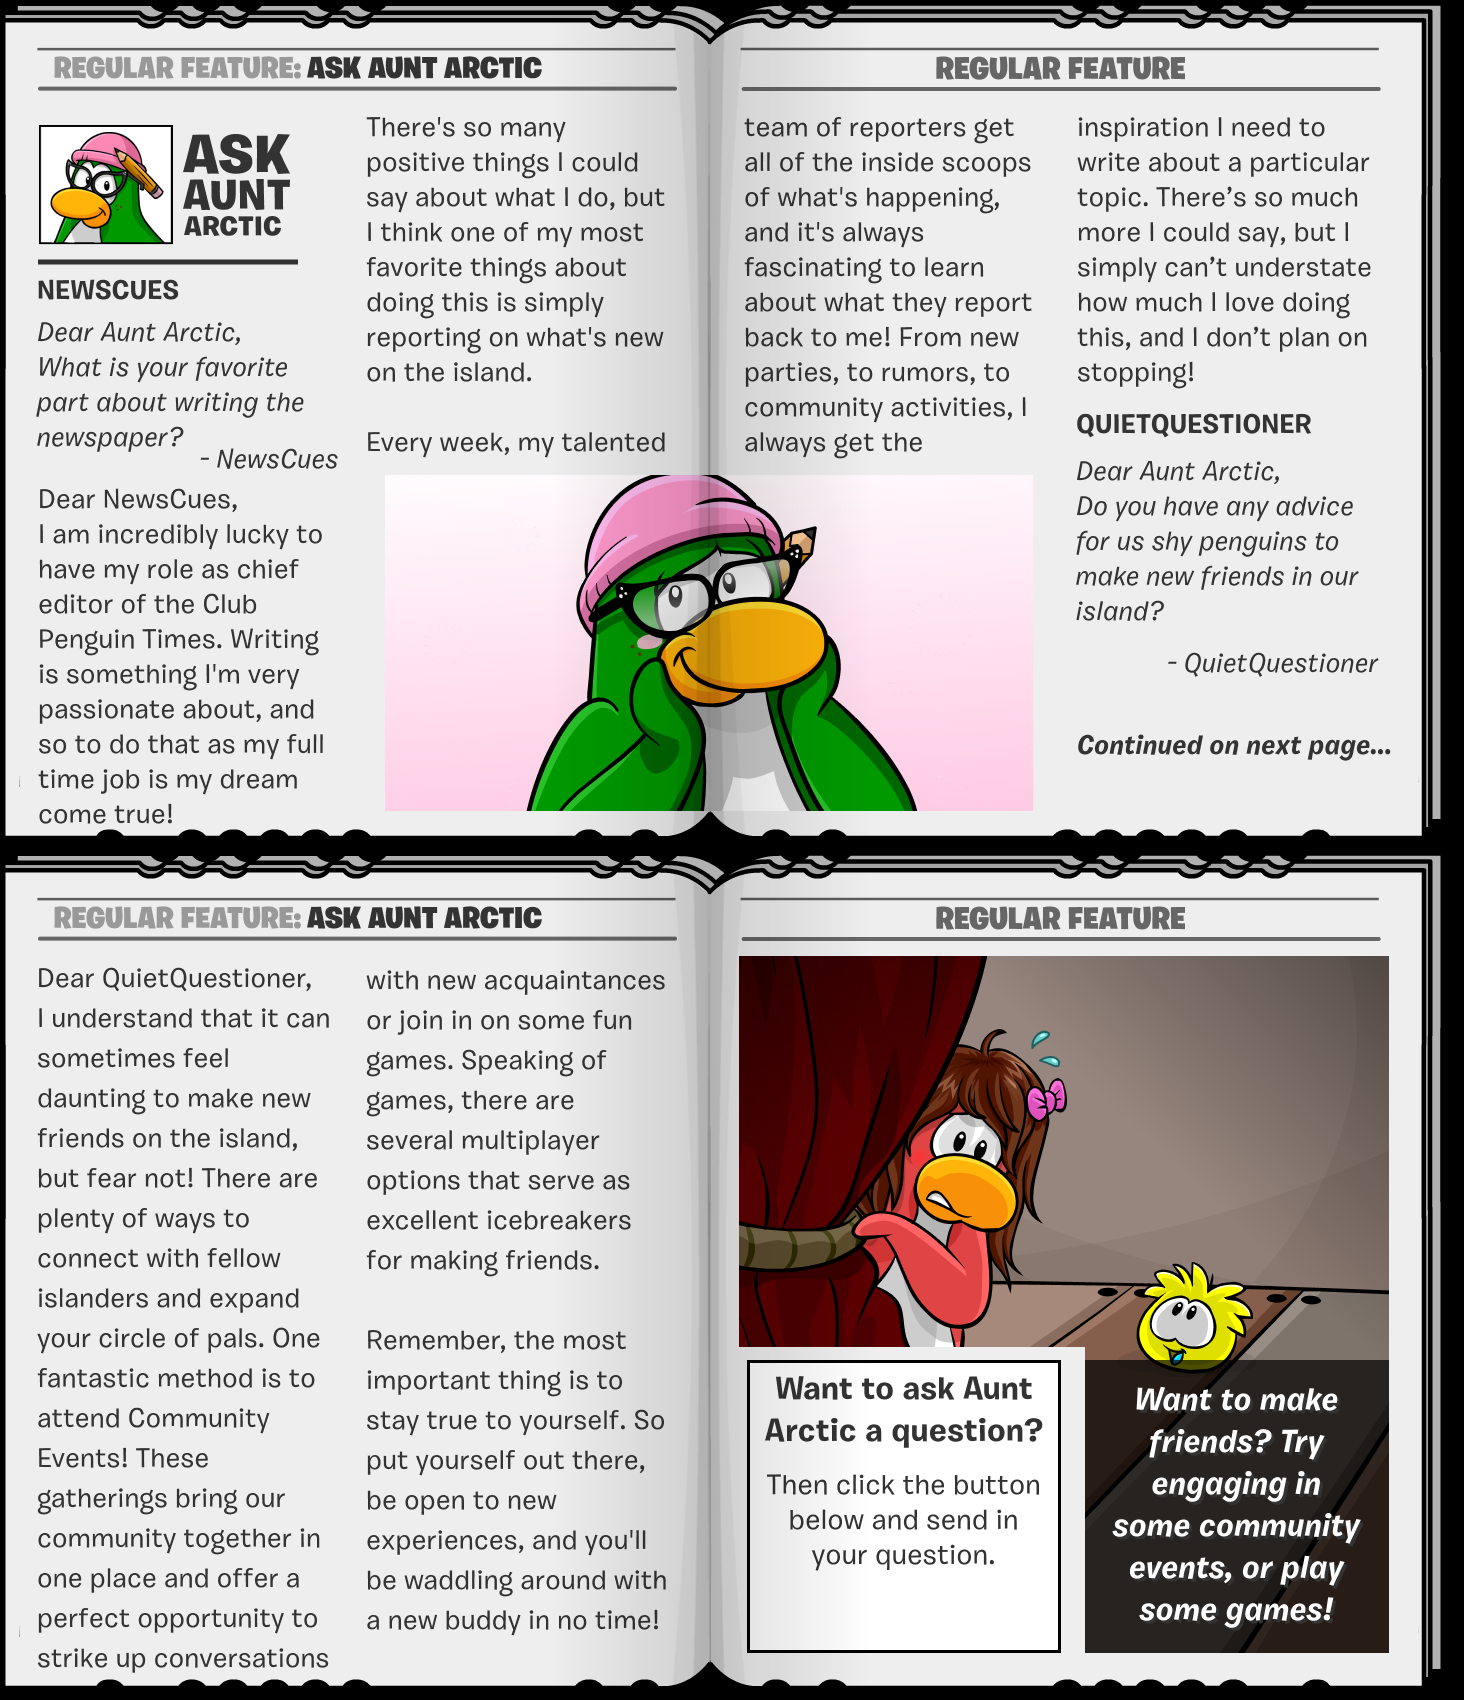 REGULAR FEATURE: ASK AUNT ARCTIC
ASK
AUNT
ARCTIC
NEWSCUES
Dear Aunt Arctic,
What is your favorite
part about writing the
newspaper?
- NewsCues
Dear NewsCues,
I am incredibly lucky to
have my role as chief
editor of the Club
Penguin Times. Writing
is something I'm very
passionate about, and
so to do that as my full
time job is my dream
come true!
There's so many
positive things I could
say about what I do, but
I think one of my most
favorite things about
doing this is simply
reporting on what's new
on the island.
Every week, my talented
REGULAR FEATURE
team of reporters get
all of the inside scoops
of what's happening,
and it's always
fascinating to learn
about what they report
back to me! From new
parties, to rumors, to
community activities, I
always get the
inspiration I need to
write about a particular
topic. There’s so much
more I could say, but I
simply can’t understate
how much I love doing
this, and I don’t plan on
stopping!
QUIETQUESTIONER
Dear Aunt Arctic,
Do you have any advice
for us shy penguins to
make new friends in our
island?
- QuietQuestioner
Continued on next page...
REGULAR FEATURE: ASK AUNT ARCTIC
Dear QuietQuestioner,
I understand that it can
sometimes feel
daunting to make new
friends on the island,
but fear not! There are
plenty of ways to
connect with fellow
islanders and expand
your circle of pals. One
fantastic method is to
attend Community
Events! These
gatherings bring our
community together in
one place and offer a
perfect opportunity to
strike up conversations
with new acquaintances
or join in on some fun
games. Speaking of
games, there are
several multiplayer
options that serve as
excellent icebreakers
for making friends.
Remember, the most
important thing is to
stay true to yourself. So
put yourself out there,
be open to new
experiences, and you'll
be waddling around with
a new buddy in no time!
REGULAR FEATURE
Want to ask Aunt
Arctic a question?
Then click the button
below and send in
your question.
Want to make
friends? Try
engaging in
some community
events, or play
some games!